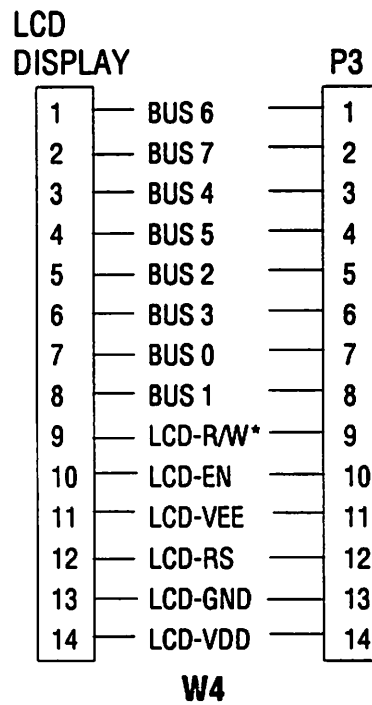 LCD
DISPLAY P3
1 BUS 6 1
2 BUS 7 2
3 BUS 4 3
4 BUS 5 4
5 BUS 2 5
6 BUS 3 6
7 BUS 0 7
8 BUS 1 8
9 LCD-R/W* 9
10 LCD-EN 10
11 LCD-VEE 11
12 LCD-RS 12
13 LCD-GND 13
14 LCD-VDD 14
W4